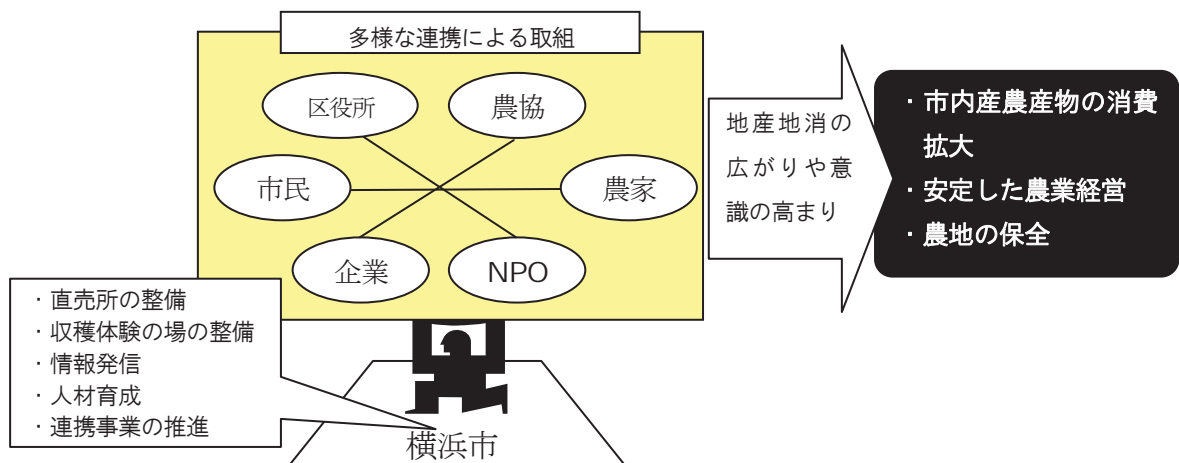 多様な連携による取組
区役所
農協
市民
農家
企業
NPO
地産地消の
広がりや意
識の高まり
・市内産農産物の消費
拡大
・安定した農業経営
・農地の保全
・直売所の整備
・収穫体験の場の整備
・情報発信
・人材育成
・連携事業の推進
横浜市